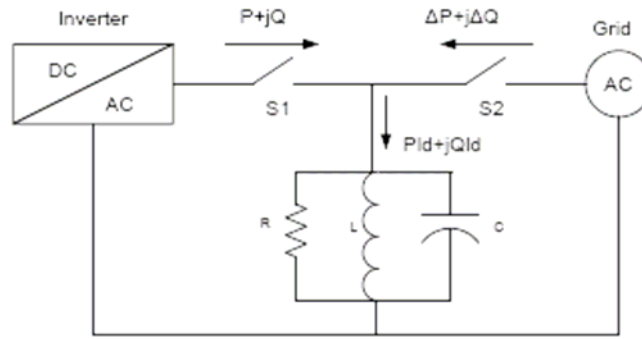 Inverter
P+jQ
ΔP+jΔQ
Grid
DC
AC
AC
S1
S2
Pld+jQld
R
L
C